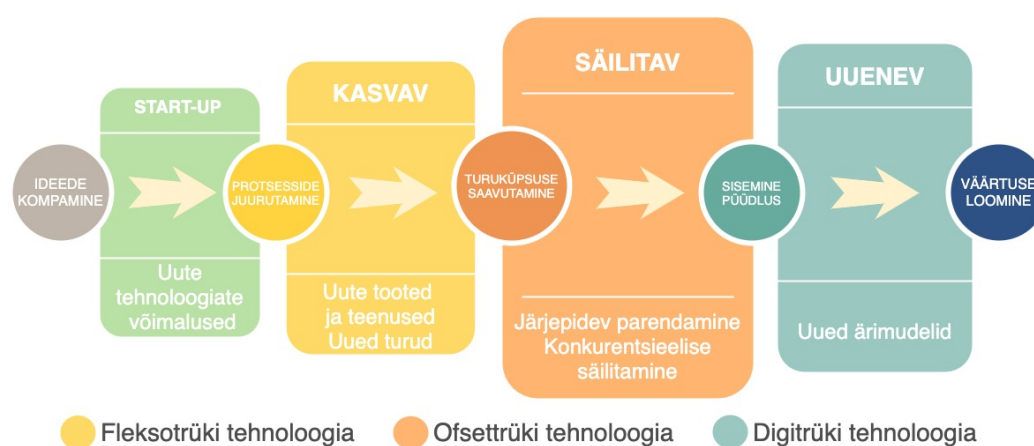 START-UP
KASVAV
SÄILITAV
UUENEV
IDEEDE
KOMPAMINE
PROTSESSIDE
JUURUTAMINE
TURUKÜPSUSE
SAAVUTAMINE
SISEMINE
PÜÜDLUS
VÄÄRTUSE
LOOMINE
Uute
tehnoloogiate
võimalused
Uute tooted
ja teenused
Uued turud
Järjepidev parendamine
Konkurentsieelise
säilitamine
Uued ärimudelid
Fleksotrüki tehnoloogia
Ofsettrüki tehnoloogia
Digitrüki tehnoloogia